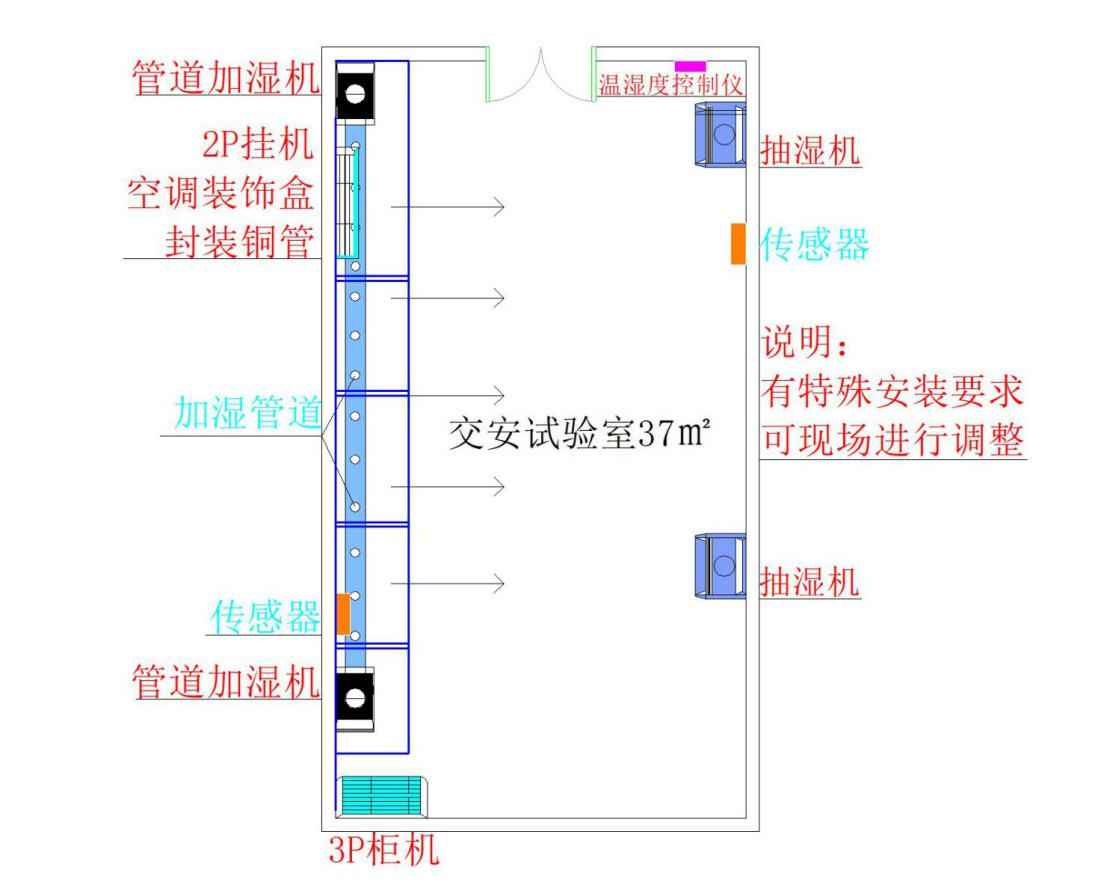 管道加湿机
温湿度控制仪
2P挂机
空调装饰盒
封装铜管
抽湿机
传感器
说明：
有特殊安装要求
可现场进行调整
加湿管道
交安试验室37㎡
抽湿机
传感器
管道加湿机
3P柜机